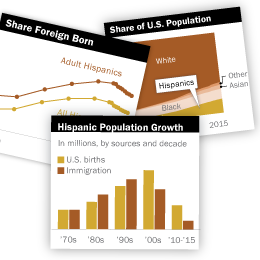 Share Foreign Born
Adult Hispanics
Share of U.S. Population
White
Hispanics
Black
Other
Asian
2015
Hispanic Population Growth
In millions, by sources and decade
U.S. births
Immigration
'70s '80s '90s '00s '10-'15